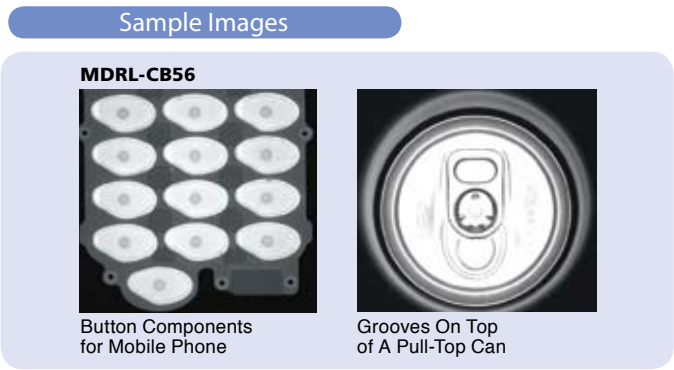 Sample Images
MDRL-CB56
Button Components
for Mobile Phone
Grooves On Top
of A Pull-Top Can